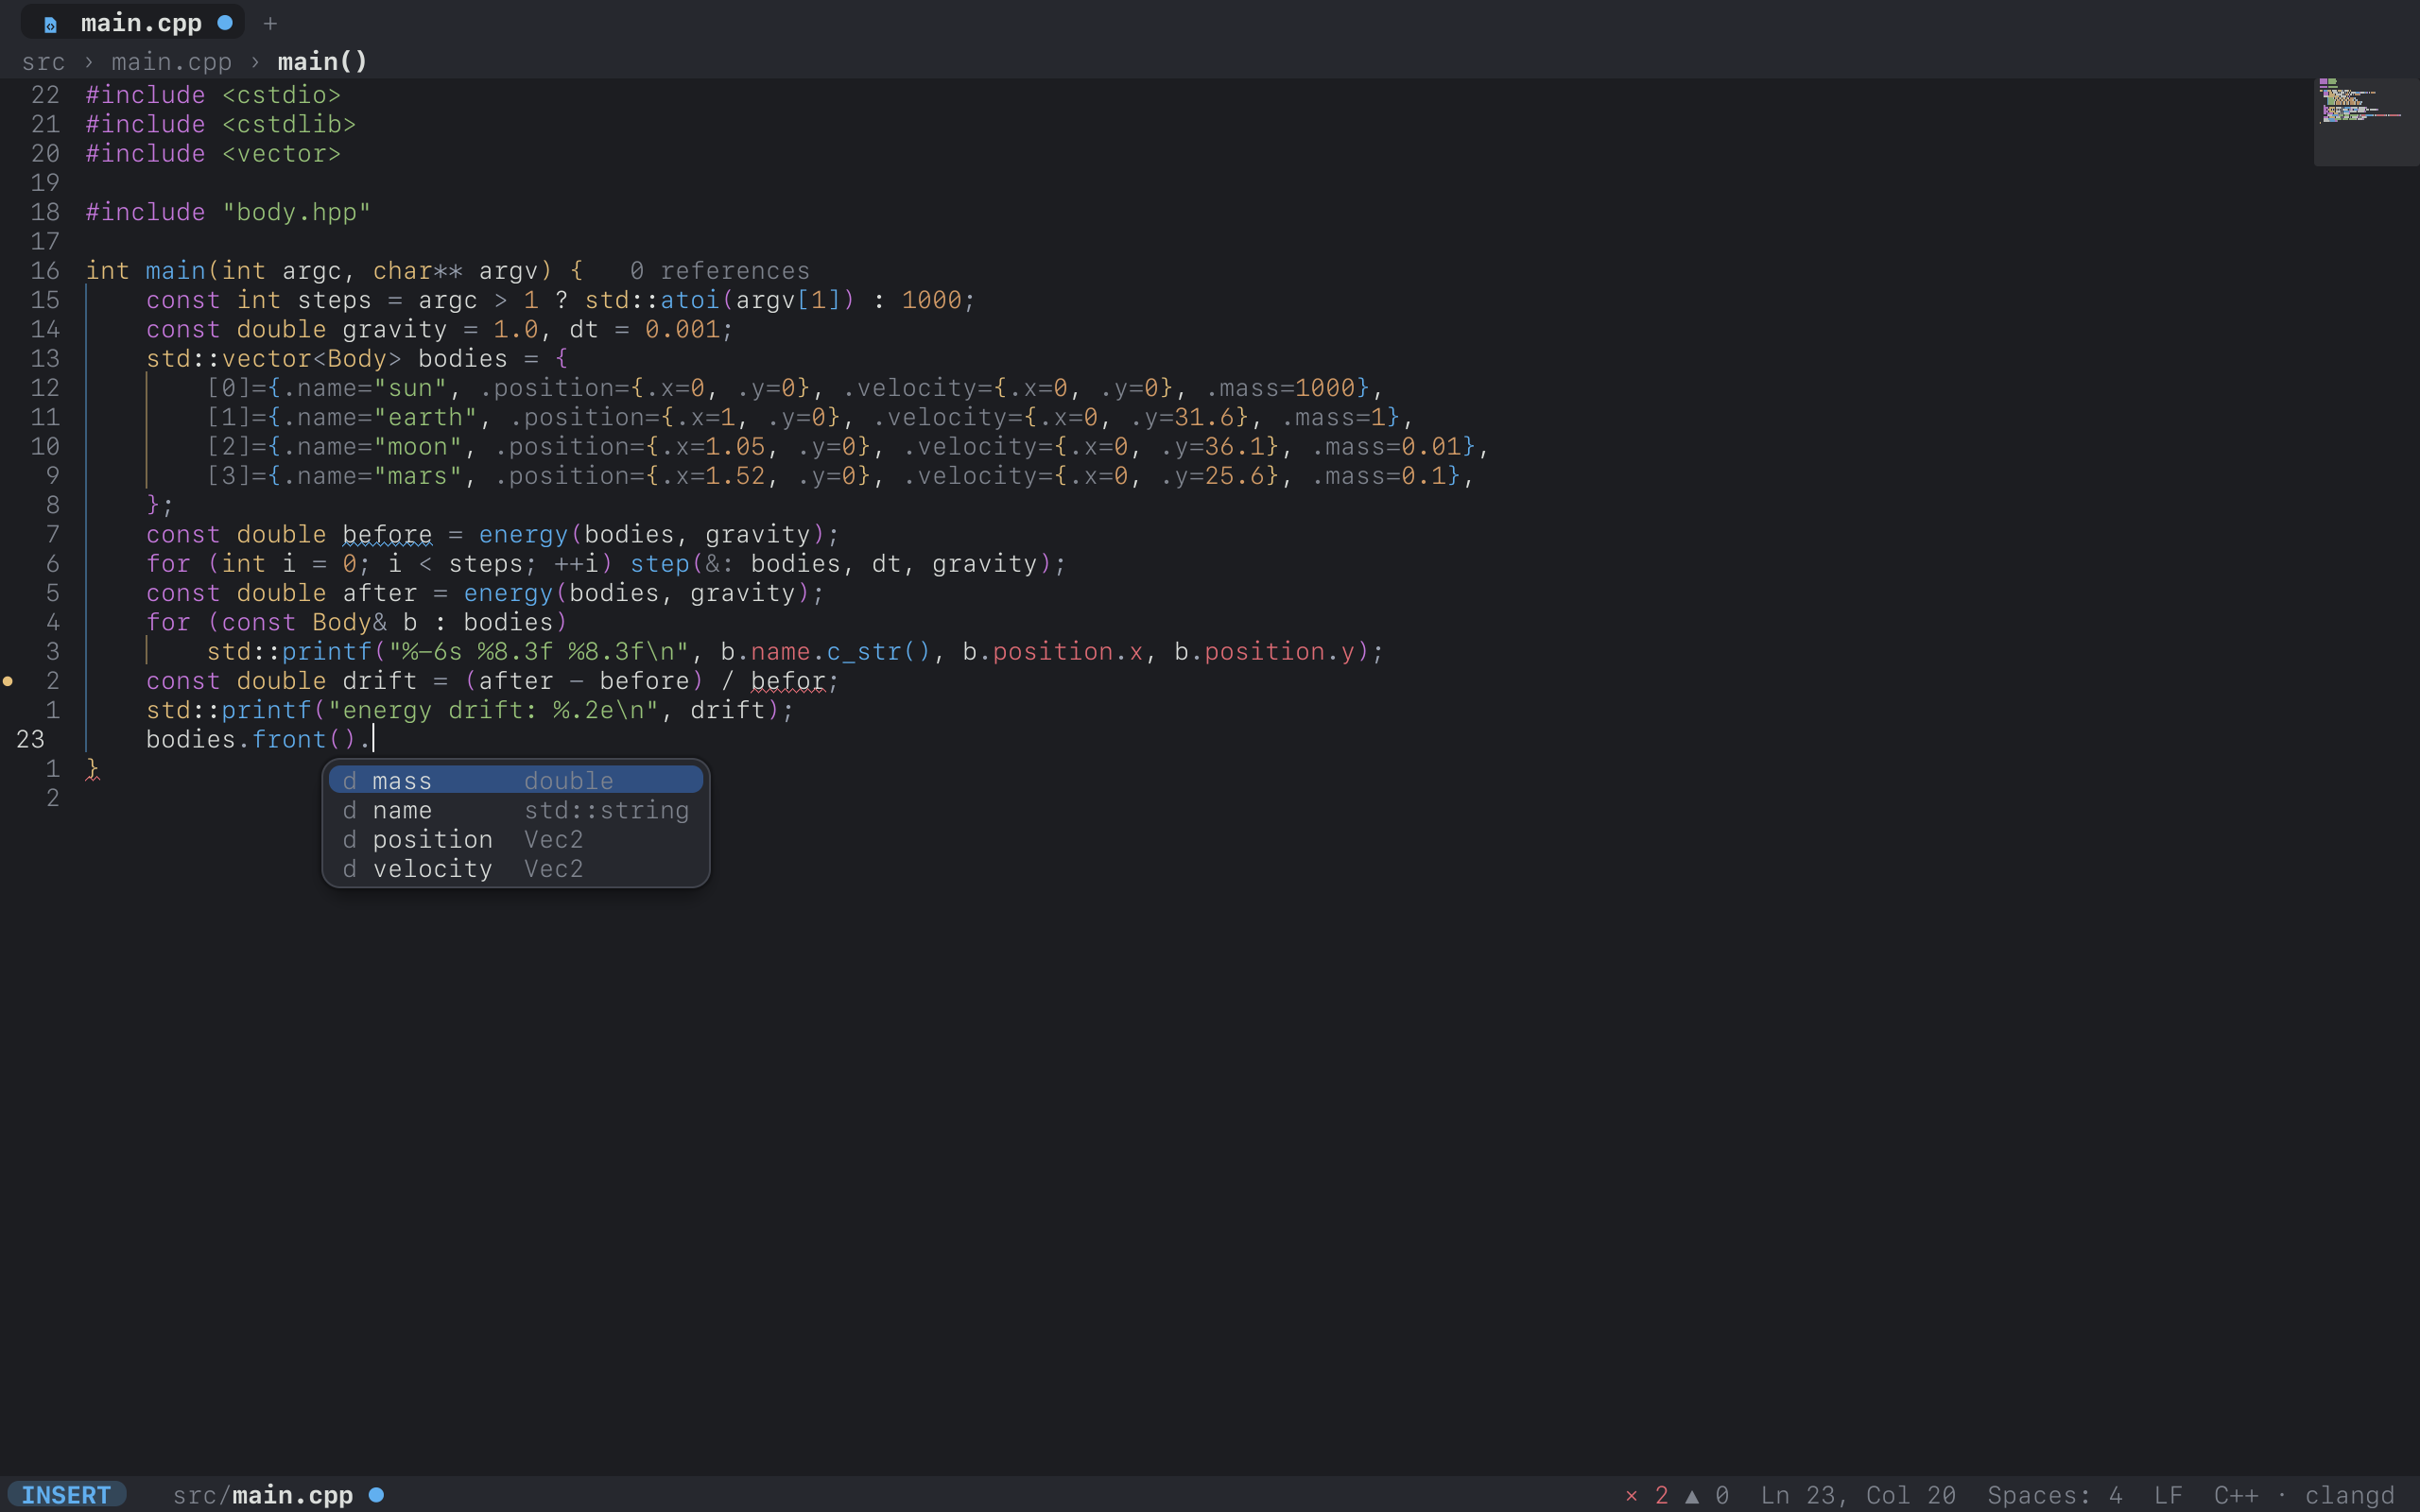 main.cpp +
src › main.cpp › main()
22 #include <cstdio>
21 #include <cstdlib>
20 #include <vector>
19
18 #include "body.hpp"
17
16 int main(int argc, char** argv) { 0 references
15 const int steps = argc > 1 ? std::atoi(argv[1]) : 1000;
14 const double gravity = 1.0, dt = 0.001;
13 std::vector<Body> bodies = {
12 [0]={.name="sun", .position={.x=0, .y=0}, .velocity={.x=0, .y=0}, .mass=1000},
11 [1]={.name="earth", .position={.x=1, .y=0}, .velocity={.x=0, .y=31.6}, .mass=1},
10 [2]={.name="moon", .position={.x=1.05, .y=0}, .velocity={.x=0, .y=36.1}, .mass=0.01},
9 [3]={.name="mars", .position={.x=1.52, .y=0}, .velocity={.x=0, .y=25.6}, .mass=0.1},
8 };
7 const double before = energy(bodies, gravity);
6 for (int i = 0; i < steps; ++i) step(&: bodies, dt, gravity);
5 const double after = energy(bodies, gravity);
4 for (const Body& b : bodies)
3 std::printf("%-6s %8.3f %8.3f\n", b.name.c_str(), b.position.x, b.position.y);
2 const double drift = (after - before) / befor;
1 std::printf("energy drift: %.2e\n", drift);
23 bodies.front().
1 }
d mass double
2
d name std::string
d position Vec2
d velocity Vec2
INSERT src/main.cpp × 2 ▲ 0 Ln 23, Col 20 Spaces: 4 LF C++ · clangd